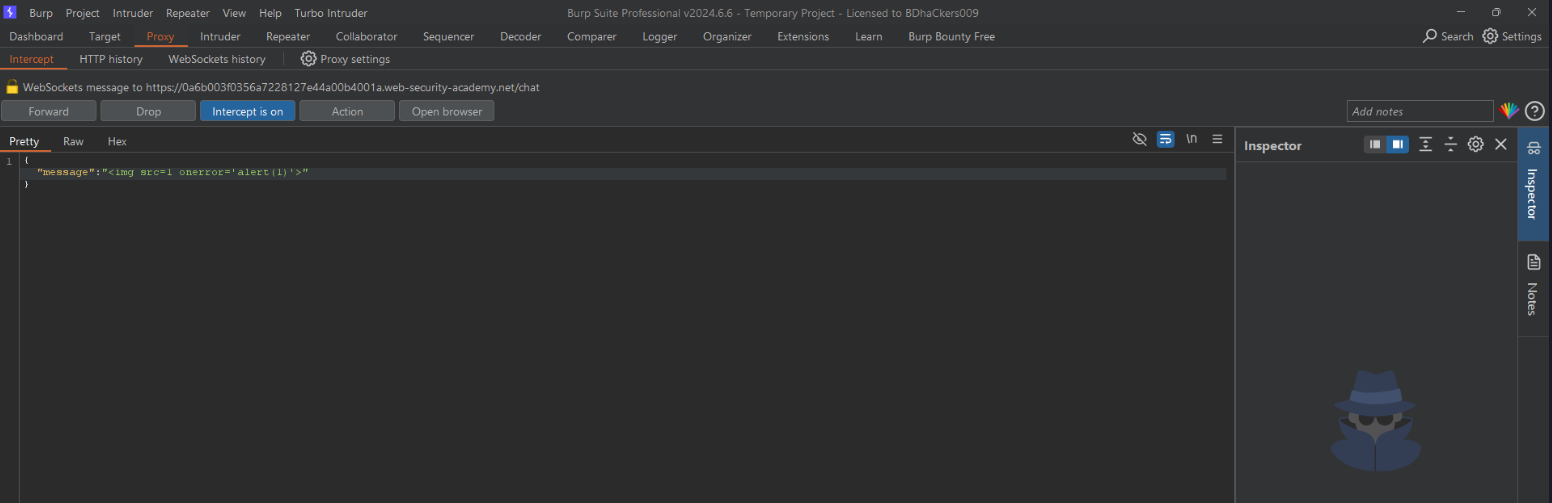 Burp Project Intruder Repeater View Help Turbo Intruder Burp Suite Professional v2024.6.6 - Temporary Project - Licensed to BDhaCkers009
Dashboard Target Proxy Intruder Repeater Collaborator Sequencer Decoder Comparer Logger Organizer Extensions Learn Burp Bounty Free Search Settings
Intercept HTTP history WebSockets history Proxy settings
WebSockets message to https://0a6b003f0356a7228127e44a00b4001a.web-security-academy.net/chat
Forward Drop Intercept is on Action Open browser Add notes ?
Pretty Raw Hex \n Inspector
1 {
"message":"<img src=1 onerror='alert(1)'>"
}
Inspector
Notes